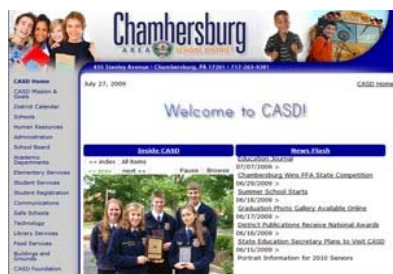 Chambersburg
AREA SCHOOL DISTRICT
435 Stanley Avenue • Chambersburg, PA 17201 • 717-263-9281
CASD Home
CASD Mission & Goals
District Calendar
Schools
Human Resources
Administration
School Board
Academic Departments
Elementary Services
Student Services
Student Registration
Communications
Safe Schools
Technology
Library Services
Food Services
Buildings and Grounds
CASD Foundation
July 27, 2009
CASD Home
Welcome to CASD!
Inside CASD
<< index All Items
<< prev next >> Pause Browse
News Flash
Education Journal
07/07/2009 >
Chambersburg Wins FFA State Competition
06/29/2009 >
Summer School Starts
06/18/2009 >
Graduation Photo Gallery Available Online
06/17/2009 >
District Publications Receive National Awards
06/16/2009 >
State Education Secretary Plans to Visit CASD
06/15/2009 >
Portrait Information for 2010 Seniors